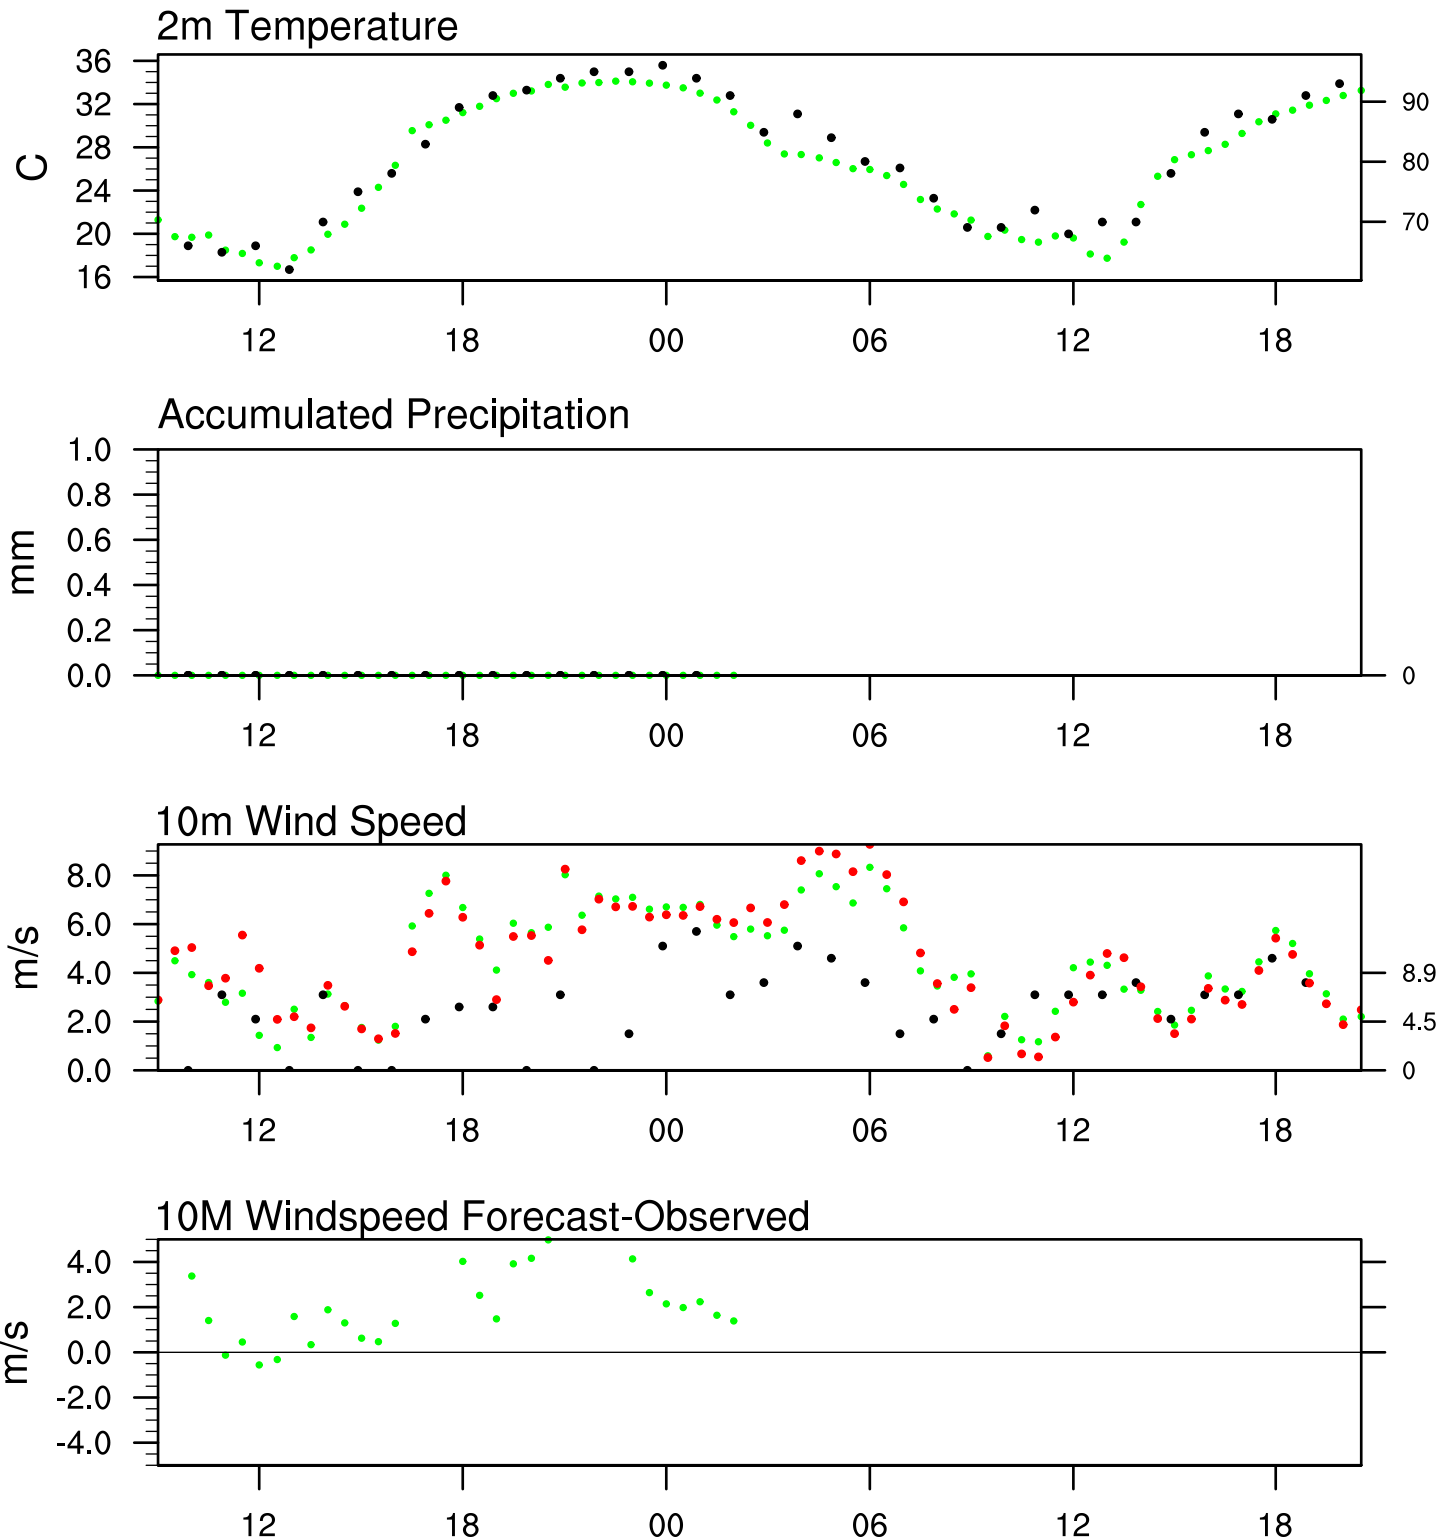 2m Temperature
36
32
28
24
20
16
C
90
80
70
12 18 00 06 12 18
Accumulated Precipitation
1.0
0.8
0.6
0.4
0.2
0.0
mm
0
12 18 00 06 12 18
10m Wind Speed
8.0
6.0
4.0
2.0
0.0
m/s
8.9
4.5
0
12 18 00 06 12 18
10M Windspeed Forecast-Observed
4.0
2.0
0.0
-2.0
-4.0
m/s
12 18 00 06 12 18